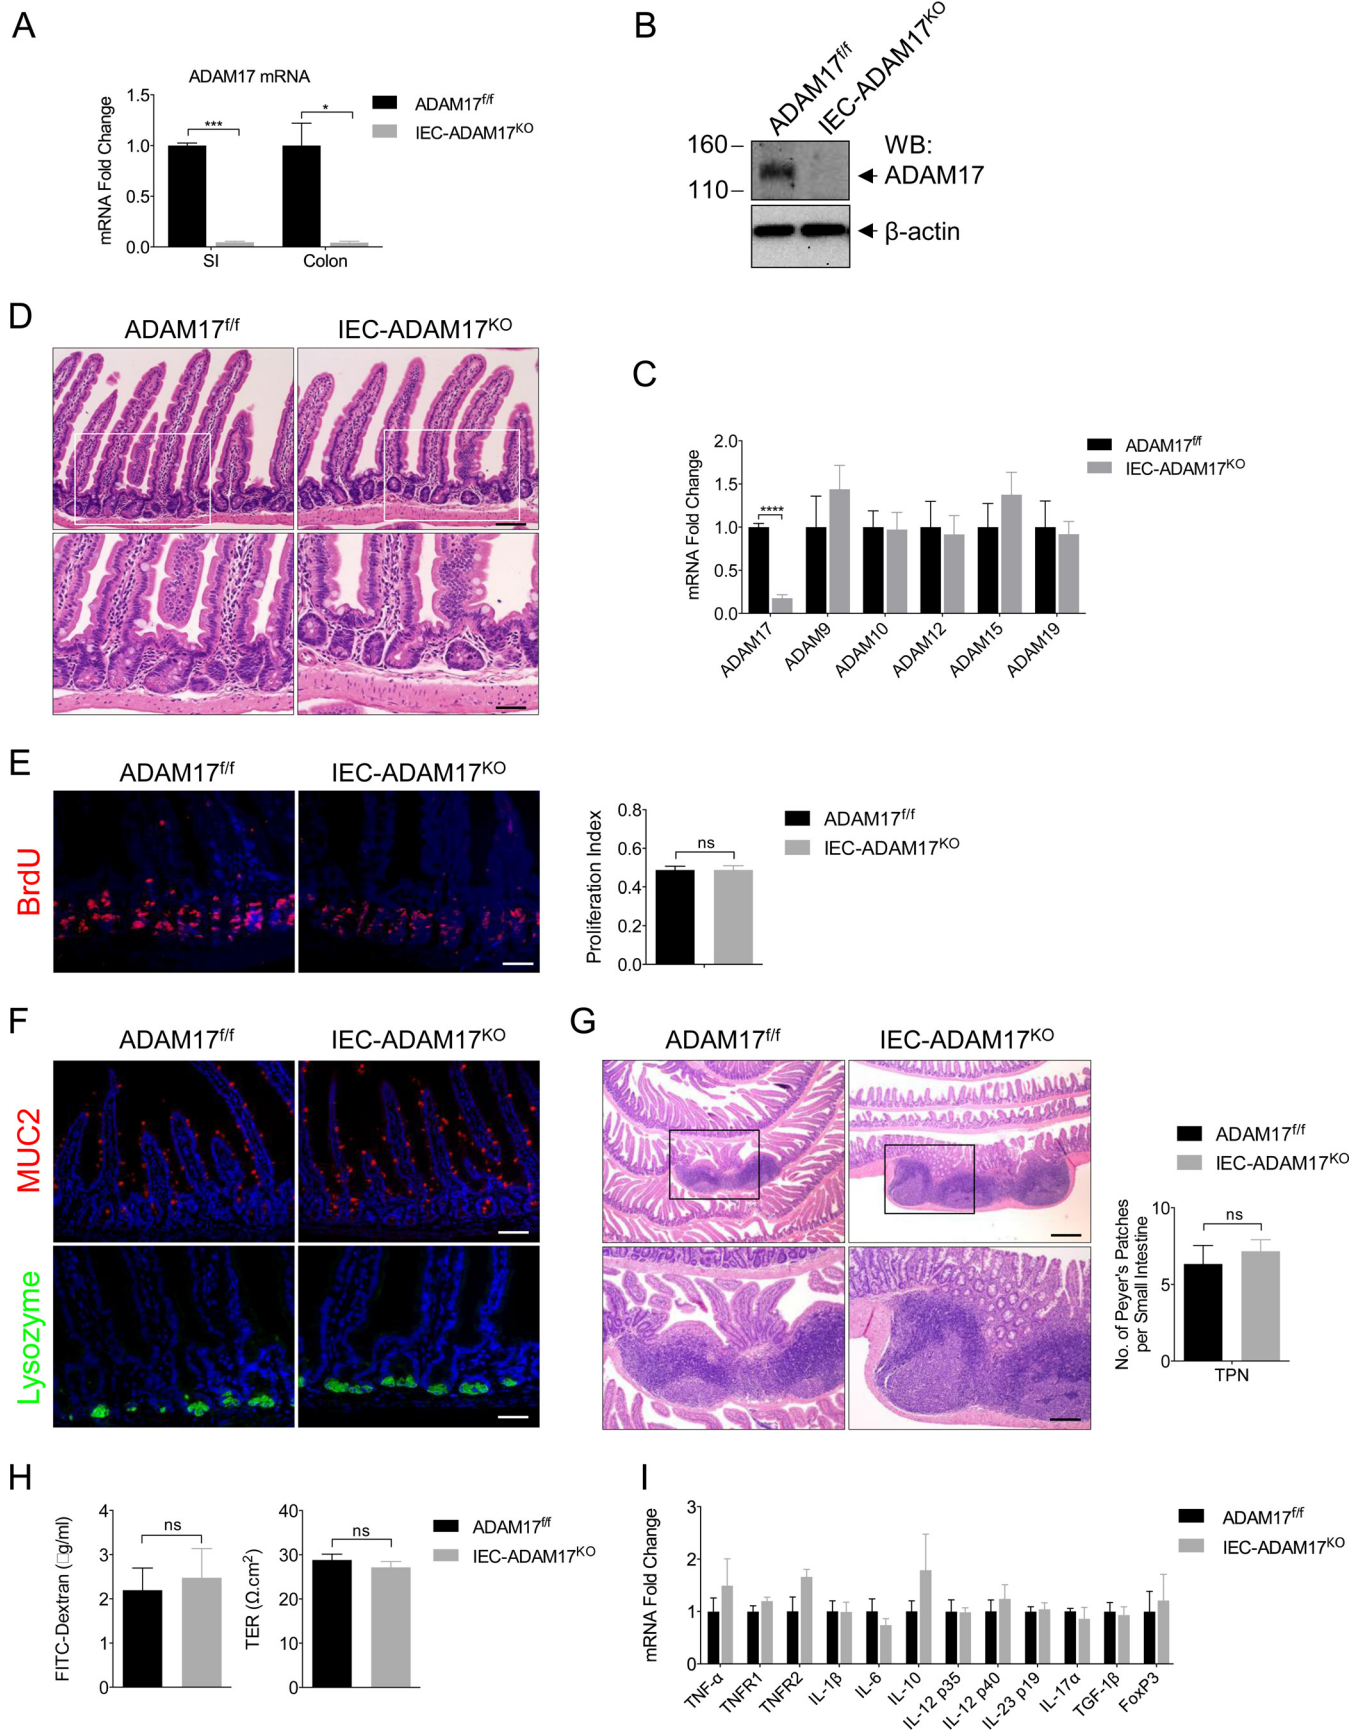 A
ADAM17 mRNA
mRNA Fold Change
1.5
1.0
0.5
0.0
***
*
SI
Colon
ADAM17f/f
IEC-ADAM17KO
B
ADAM17f/f
IEC-ADAM17KO
160
110
WB:
ADAM17
β-actin
D
ADAM17f/f
IEC-ADAM17KO
C
mRNA Fold Change
2.0
1.5
1.0
0.5
0.0
****
ADAM17
ADAM9
ADAM10
ADAM12
ADAM15
ADAM19
ADAM17f/f
IEC-ADAM17KO
E
ADAM17f/f
IEC-ADAM17KO
BrdU
Proliferation Index
0.8
0.6
0.4
0.2
0.0
ns
ADAM17f/f
IEC-ADAM17KO
F
ADAM17f/f
IEC-ADAM17KO
MUC2
Lysozyme
G
ADAM17f/f
IEC-ADAM17KO
ADAM17f/f
IEC-ADAM17KO
No. of Peyer's Patches
per Small Intestine
10
5
0
ns
TPN
H
FITC-Dextran (□g/ml)
4
3
2
1
0
ns
TER (Ω.cm2)
40
30
20
10
0
ns
ADAM17f/f
IEC-ADAM17KO
I
mRNA Fold Change
3
2
1
0
TNF-α
TNFR1
TNFR2
IL-1β
IL-6
IL-10
IL-12 p35
IL-12 p40
IL-23 p19
IL-17α
TGF-1β
FoxP3
ADAM17f/f
IEC-ADAM17KO